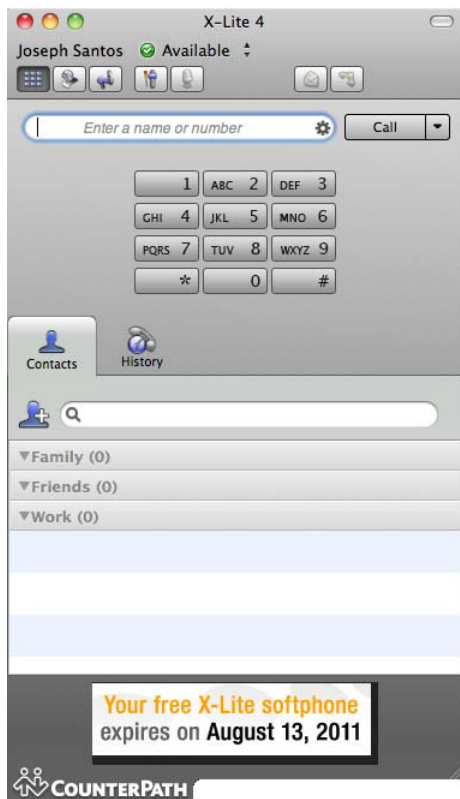 X-Lite 4
Joseph Santos Available
Enter a name or number Call
1 ABC 2 DEF 3
GHI 4 JKL 5 MNO 6
PQRS 7 TUV 8 WXYZ 9
* 0 #
Contacts History
Family (0)
Friends (0)
Work (0)
Your free X-Lite softphone
expires on August 13, 2011
COUNTERPATH